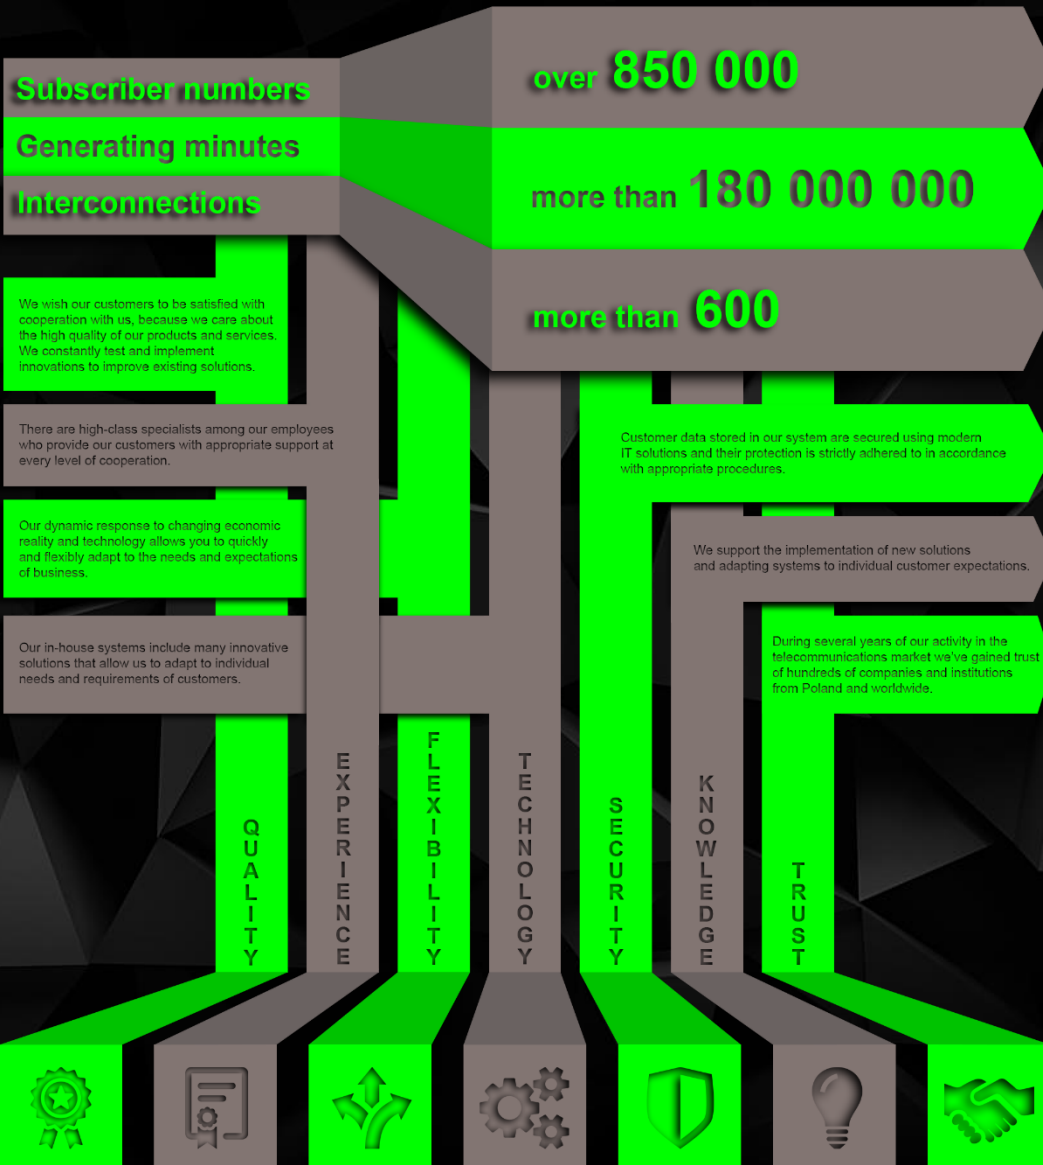 Subscriber numbers
over 850 000
Generating minutes
more than 180 000 000
Interconnections
more than 600
We wish our customers to be satisfied with
cooperation with us, because we care about
the high quality of our products and services.
We constantly test and implement
innovations to improve existing solutions.
There are high-class specialists among our employees
who provide our customers with appropriate support at
every level of cooperation.
Our dynamic response to changing economic
reality and technology allows you to quickly
and flexibly adapt to the needs and expectations
of business.
Our in-house systems include many innovative
solutions that allow us to adapt to individual
needs and requirements of customers.
Customer data stored in our system are secured using modern
IT solutions and their protection is strictly adhered to in accordance
with appropriate procedures.
We support the implementation of new solutions
and adapting systems to individual customer expectations.
During several years of our activity in the
telecommunications market we've gained trust
of hundreds of companies and institutions
from Poland and worldwide.
QUALITY
EXPERIENCE
FLEXIBILITY
TECHNOLOGY
SECURITY
KNOWLEDGE
TRUST